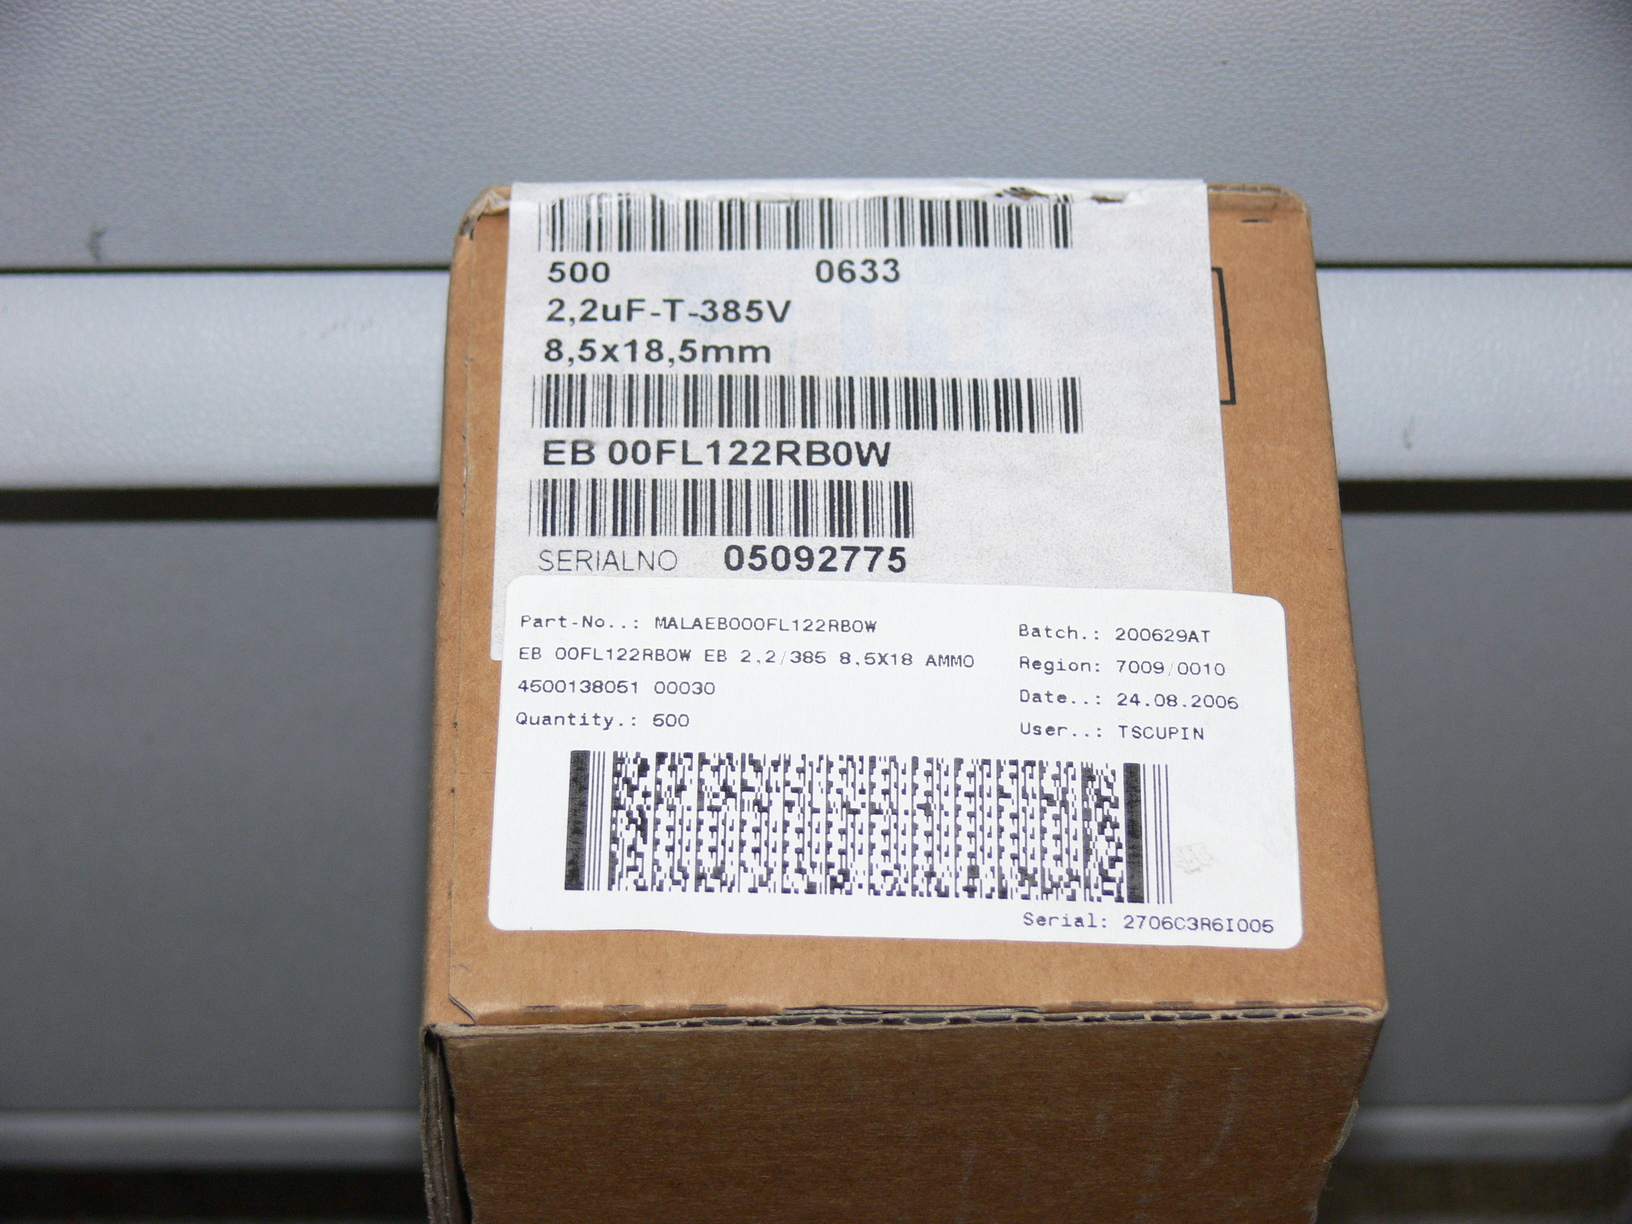 500 0633
2,2uF-T-385V
8,5x18,5mm
EB 00FL122RB0W
SERIALNO 05092775
Part-No..: MALAEB000FL122RB0W
EB 00FL122RB0W EB 2,2/385 8,5X18 AMMO
4500138051 00030
Quantity.: 500
Batch.: 200629AT
Region: 7009/0010
Date..: 24.08.2006
User..: TSCUPIN
Serial: 2706C3R6I005